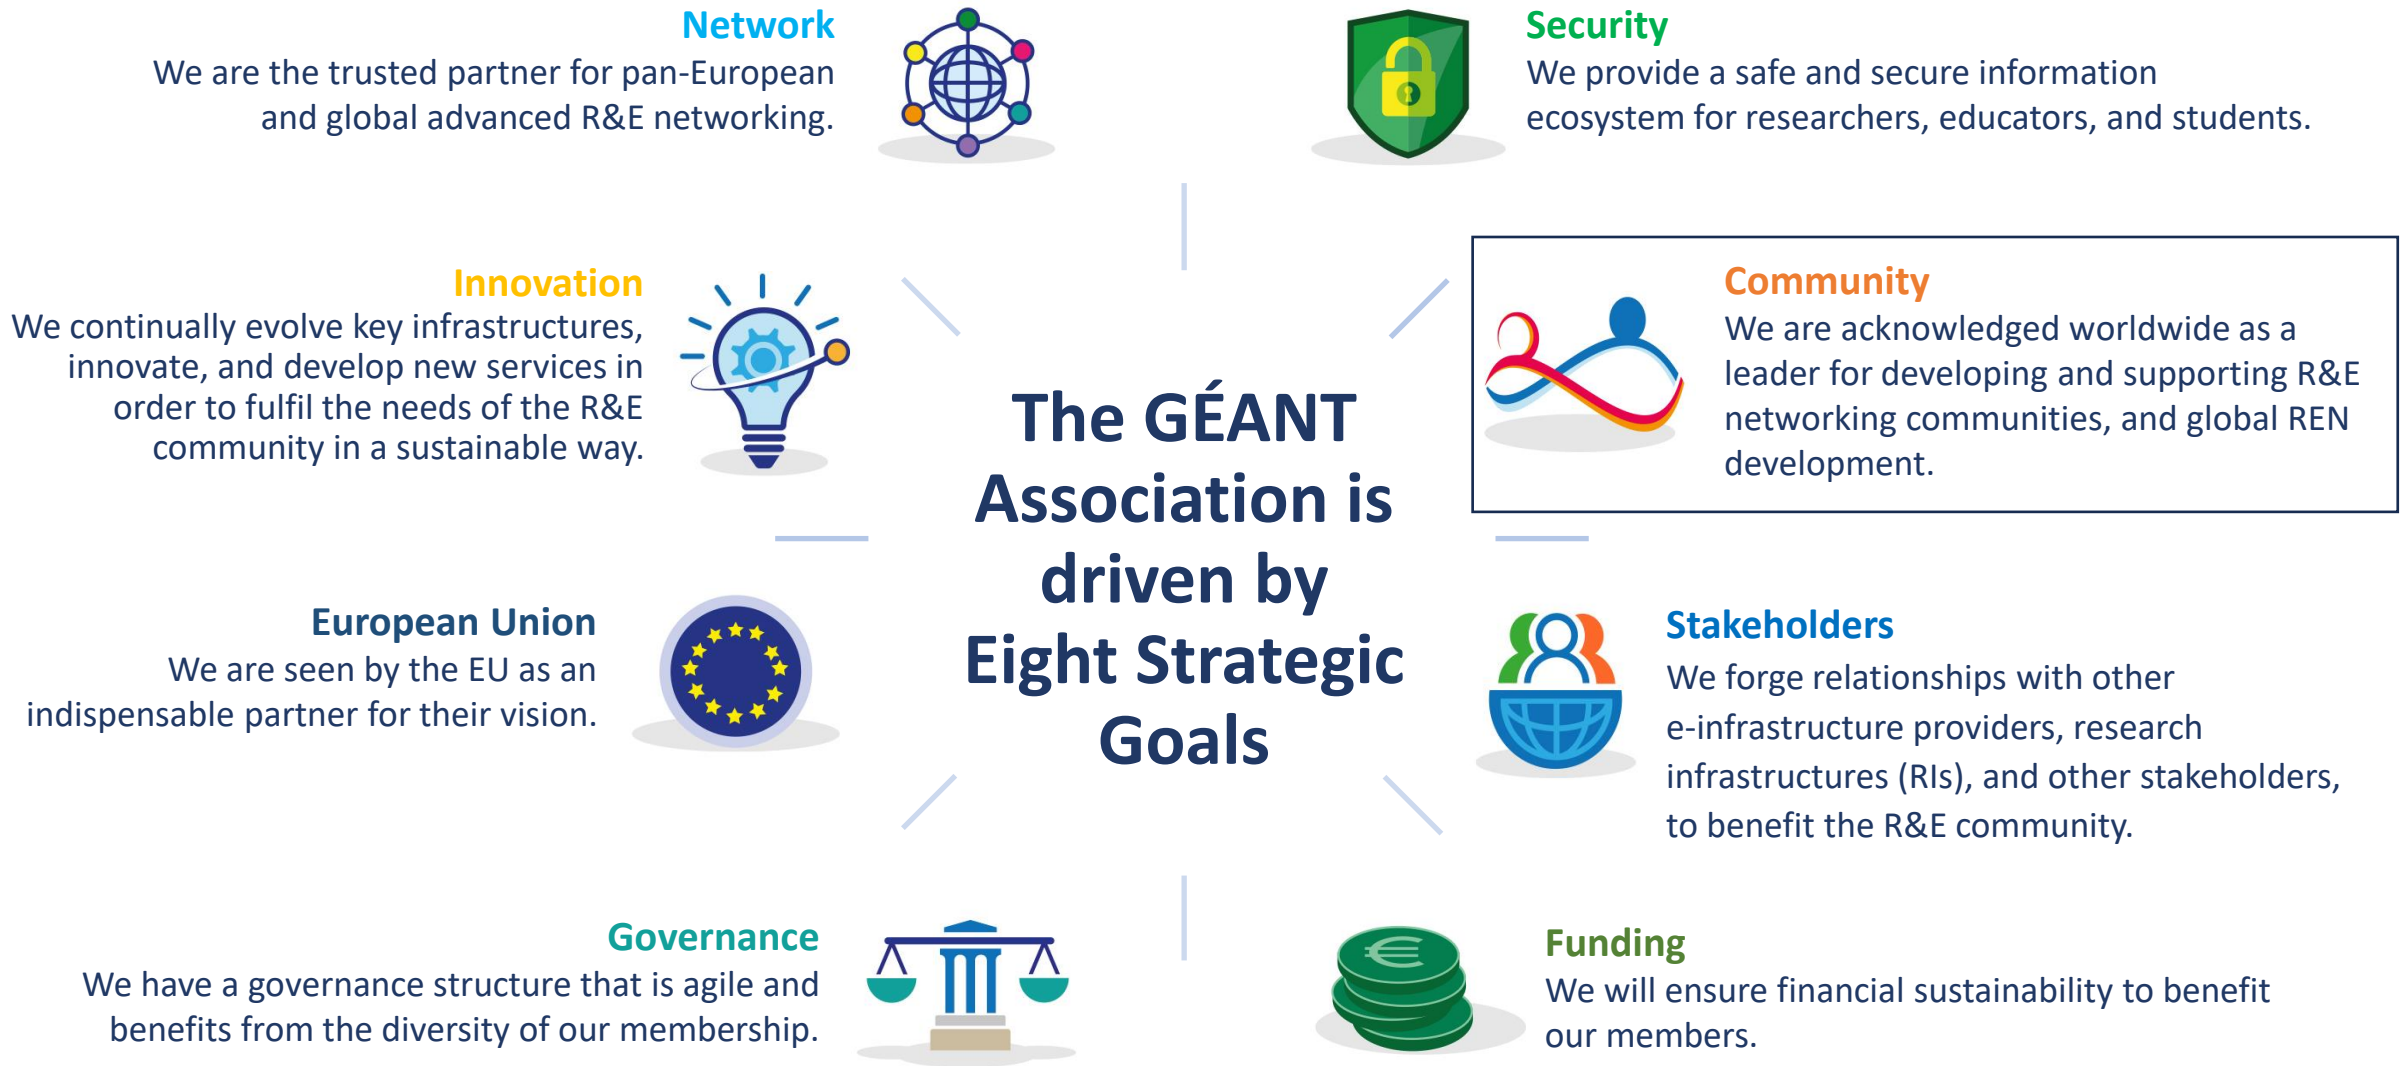 Network
We are the trusted partner for pan-European
and global advanced R&E networking.
Security
We provide a safe and secure information
ecosystem for researchers, educators, and students.
Innovation
We continually evolve key infrastructures,
innovate, and develop new services in
order to fulfil the needs of the R&E
community in a sustainable way.
Community
We are acknowledged worldwide as a
leader for developing and supporting R&E
networking communities, and global REN
development.
The GÉANT
Association is
driven by
Eight Strategic
Goals
European Union
We are seen by the EU as an
indispensable partner for their vision.
Stakeholders
We forge relationships with other
e-infrastructure providers, research
infrastructures (RIs), and other stakeholders,
to benefit the R&E community.
Governance
We have a governance structure that is agile and
benefits from the diversity of our membership.
€
Funding
We will ensure financial sustainability to benefit
our members.